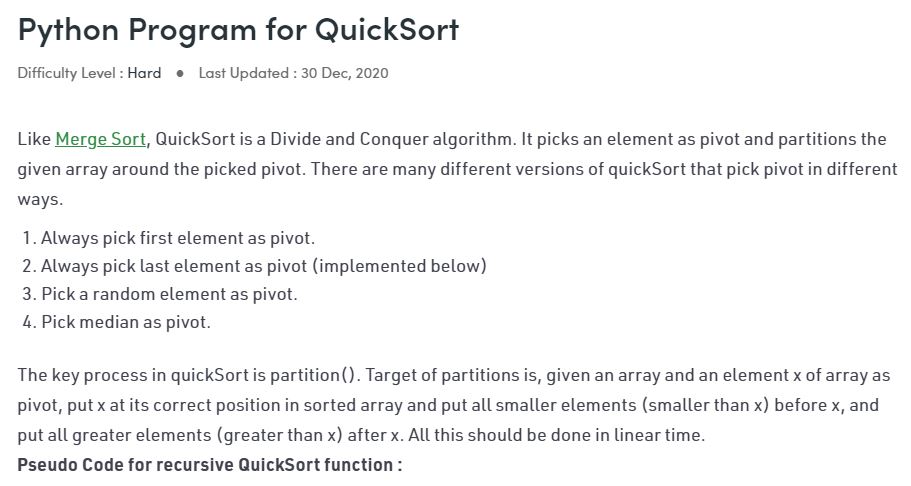 Python Program for QuickSort
Difficulty Level : Hard ● Last Updated : 30 Dec, 2020
Like Merge Sort, QuickSort is a Divide and Conquer algorithm. It picks an element as pivot and partitions the
given array around the picked pivot. There are many different versions of quickSort that pick pivot in different
ways.
1. Always pick first element as pivot.
2. Always pick last element as pivot (implemented below)
3. Pick a random element as pivot.
4. Pick median as pivot.
The key process in quickSort is partition(). Target of partitions is, given an array and an element x of array as
pivot, put x at its correct position in sorted array and put all smaller elements (smaller than x) before x, and
put all greater elements (greater than x) after x. All this should be done in linear time.
Pseudo Code for recursive QuickSort function :